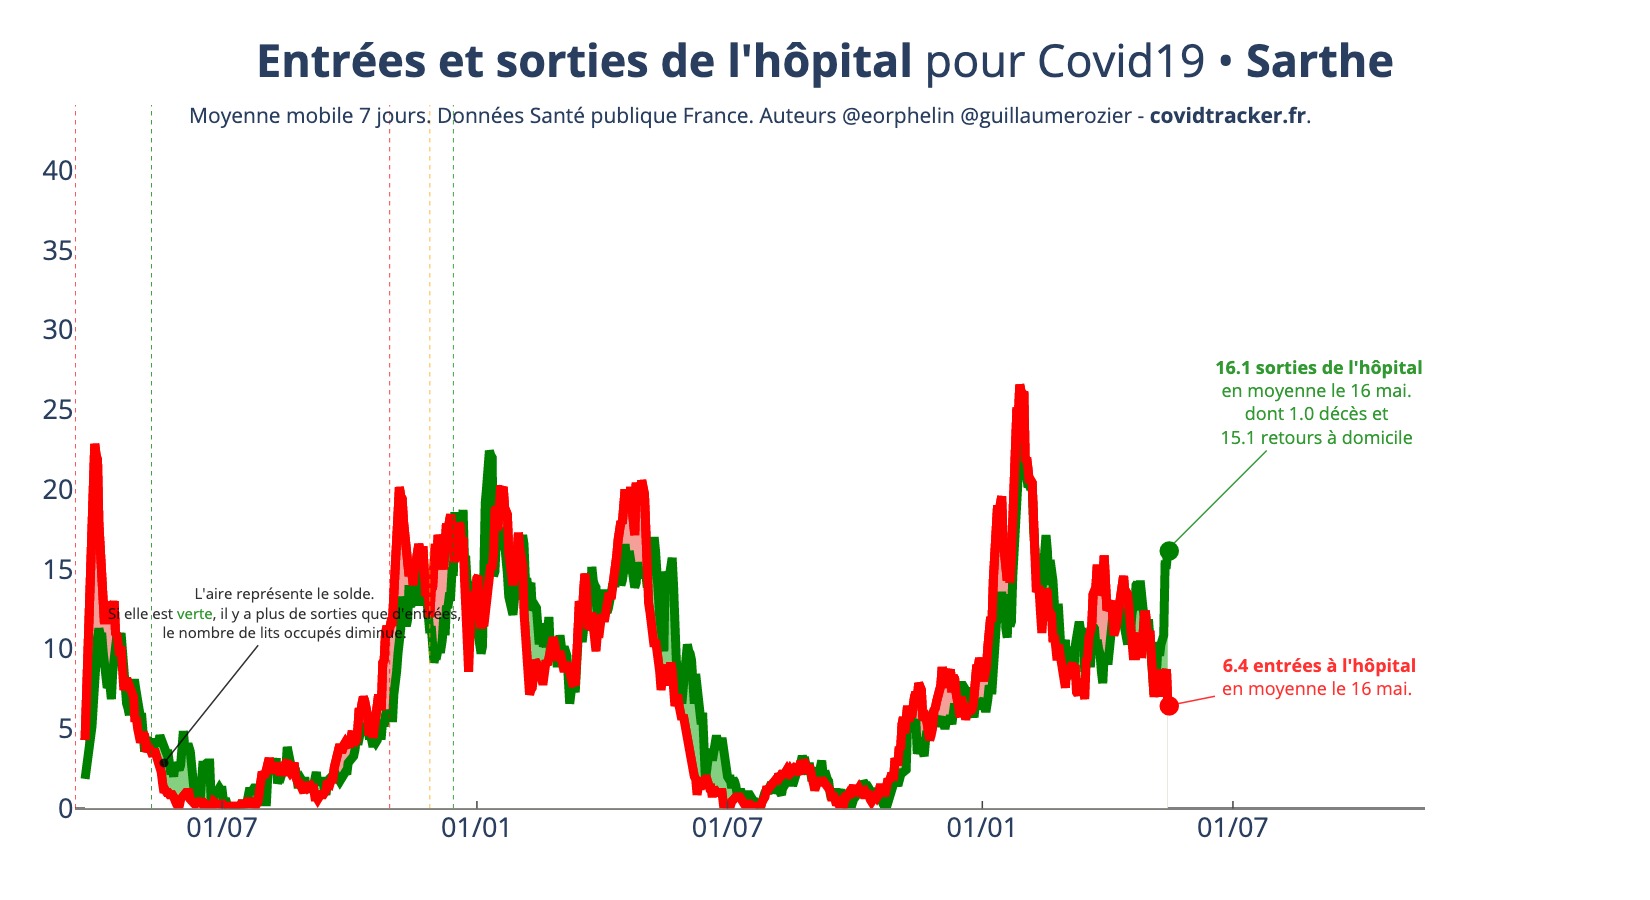 Entrées et sorties de l'hôpital pour Covid19 • Sarthe
Moyenne mobile 7 jours. Données Santé publique France. Auteurs @eorphelin @guillaumerozier - covidtracker.fr.
40
35
30
25
20
15
10
5
0
16.1 sorties de l'hôpital
en moyenne le 16 mai.
dont 1.0 décès et
15.1 retours à domicile
L'aire représente le solde.
Si elle est verte, il y a plus de sorties que d'entrées,
le nombre de lits occupés diminue.
6.4 entrées à l'hôpital
en moyenne le 16 mai.
01/07
01/01
01/07
01/01
01/07